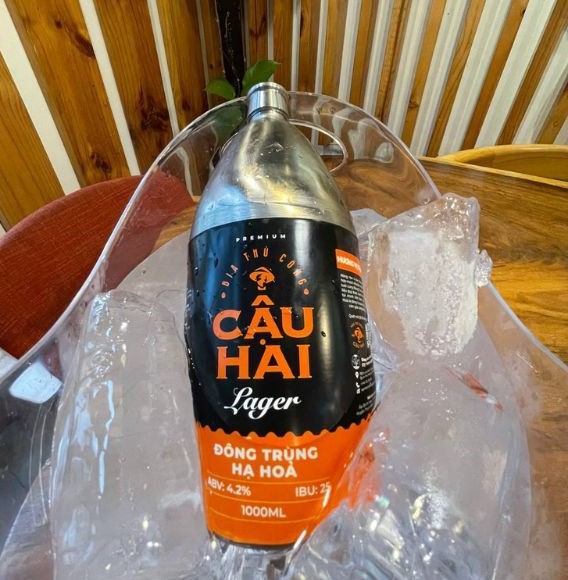 PREMIUM
BIA THỦ CÔNG
CẬU
HAI
Lager
ĐÔNG TRÙNG
HẠ HOÀ
ABV: 4.2%
IBU: 25
1000ML